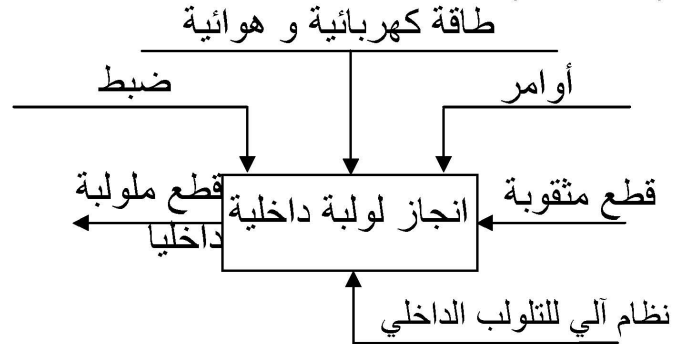 طاقة كهربائية و هوائية
أوامر
ضبط
قطع مثقوبة
انجاز لولبة داخلية
قطع ملولبة
داخليا
نظام آلي للتلولب الداخلي